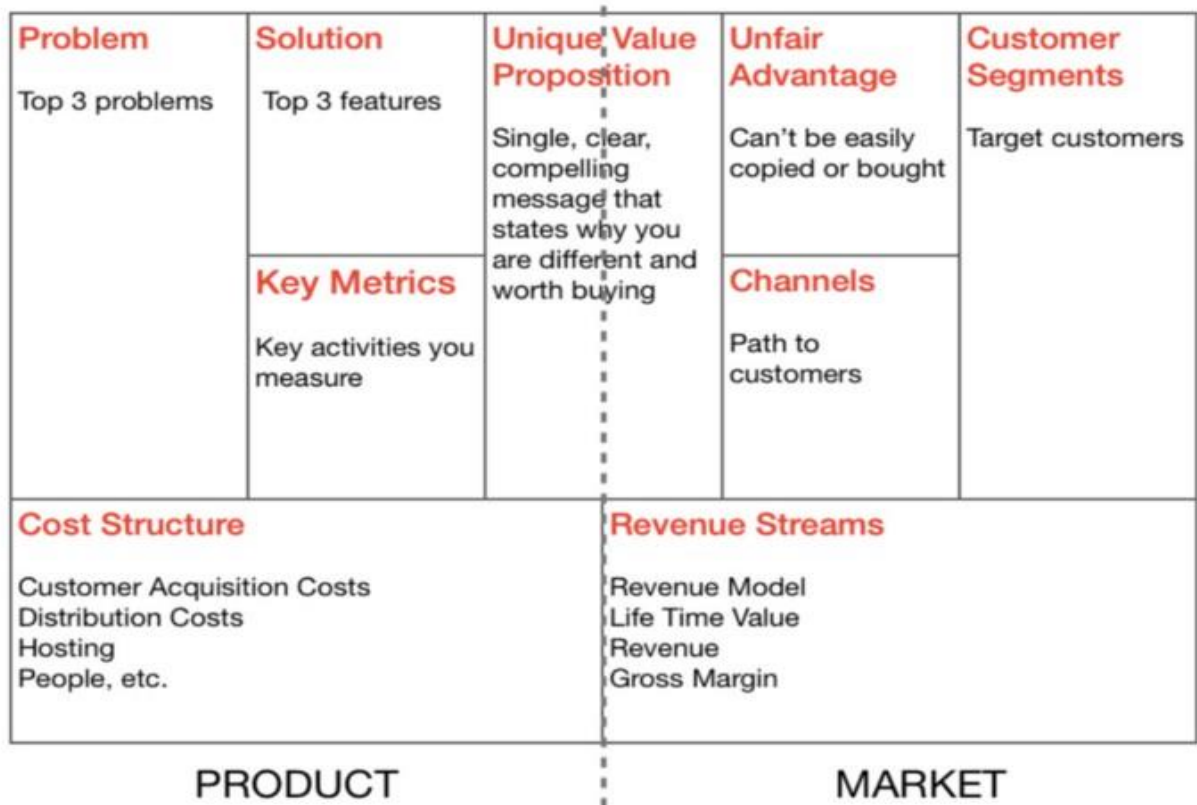 Problem
Top 3 problems
Solution
Top 3 features
Key Metrics
Key activities you
measure
Unique Value
Proposition
Single, clear,
compelling
message that
states why you
are different and
worth buying
Unfair
Advantage
Can't be easily
copied or bought
Channels
Path to
customers
Customer
Segments
Target customers
Cost Structure
Customer Acquisition Costs
Distribution Costs
Hosting
People, etc.
Revenue Streams
Revenue Model
Life Time Value
Revenue
Gross Margin
PRODUCT
MARKET